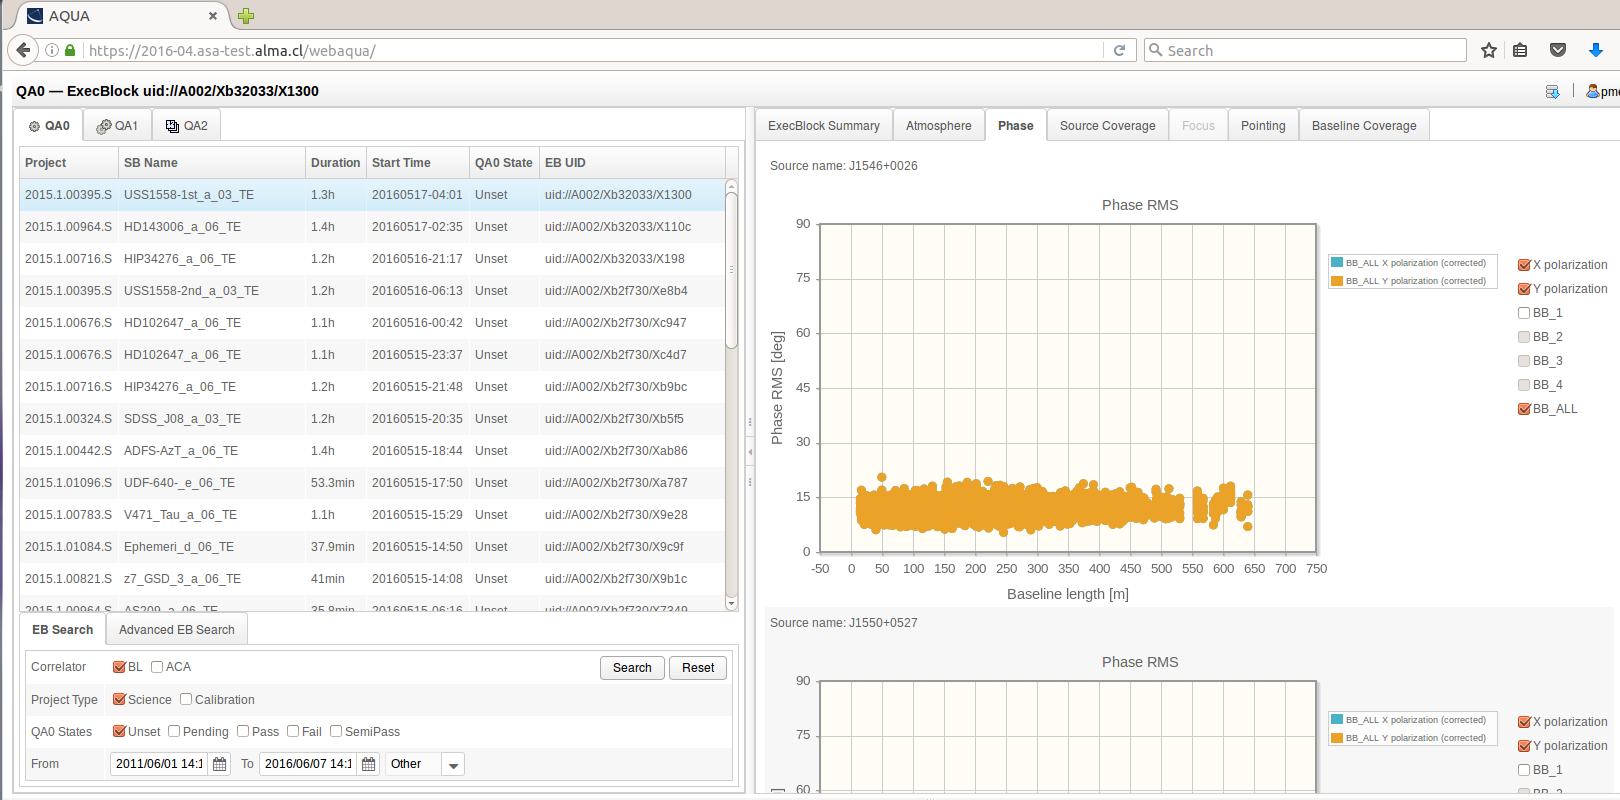 AQUA
https://2016-04.asa-test.alma.cl/webaqua/
Search
QA0 — ExecBlock uid://A002/Xb32033/X1300
QA0 QA1 QA2
Project SB Name Duration Start Time QA0 State EB UID
2015.1.00395.S USS1558-1st_a_03_TE 1.3h 20160517-04:01 Unset uid://A002/Xb32033/X1300
2015.1.00964.S HD143006_a_06_TE 1.4h 20160517-02:35 Unset uid://A002/Xb32033/X110c
2015.1.00716.S HIP34276_a_06_TE 1.2h 20160516-21:17 Unset uid://A002/Xb32033/X198
2015.1.00395.S USS1558-2nd_a_03_TE 1.2h 20160516-06:13 Unset uid://A002/Xb2f730/Xe8b4
2015.1.00676.S HD102647_a_06_TE 1.1h 20160516-00:42 Unset uid://A002/Xb2f730/Xc947
2015.1.00676.S HD102647_a_06_TE 1.1h 20160515-23:37 Unset uid://A002/Xb2f730/Xc4d7
2015.1.00716.S HIP34276_a_06_TE 1.2h 20160515-21:48 Unset uid://A002/Xb2f730/Xb9bc
2015.1.00324.S SDSS_J08_a_03_TE 1.2h 20160515-20:35 Unset uid://A002/Xb2f730/Xb5f5
2015.1.00442.S ADFS-AzT_a_06_TE 1.4h 20160515-18:44 Unset uid://A002/Xb2f730/Xab86
2015.1.01096.S UDF-640-_e_06_TE 53.3min 20160515-17:50 Unset uid://A002/Xb2f730/Xa787
2015.1.00783.S V471_Tau_a_06_TE 1.1h 20160515-15:29 Unset uid://A002/Xb2f730/X9e28
2015.1.01084.S Ephemeri_d_06_TE 37.9min 20160515-14:50 Unset uid://A002/Xb2f730/X9c9f
2015.1.00821.S z7_GSD_3_a_06_TE 41min 20160515-14:08 Unset uid://A002/Xb2f730/X9b1c
2015.1.00964.S AS209_a_06_TE 35.8min 20160515-06:16 Unset uid://A002/Xb2f730/X7349
EB Search Advanced EB Search
Correlator BL ACA Search Reset
Project Type Science Calibration
QA0 States Unset Pending Pass Fail SemiPass
From 2011/06/01 14:1 To 2016/06/07 14:1 Other
pm
ExecBlock Summary Atmosphere Phase Source Coverage Focus Pointing Baseline Coverage
Source name: J1546+0026
Phase RMS
90
75
60
45
30
15
0
Phase RMS [deg]
-50 0 50 100 150 200 250 300 350 400 450 500 550 600 650 700 750
Baseline length [m]
BB_ALL X polarization (corrected)
BB_ALL Y polarization (corrected)
X polarization
Y polarization
BB_1
BB_2
BB_3
BB_4
BB_ALL
Source name: J1550+0527
Phase RMS
90
75
60
BB_ALL X polarization (corrected)
BB_ALL Y polarization (corrected)
X polarization
Y polarization
BB_1
BB_2